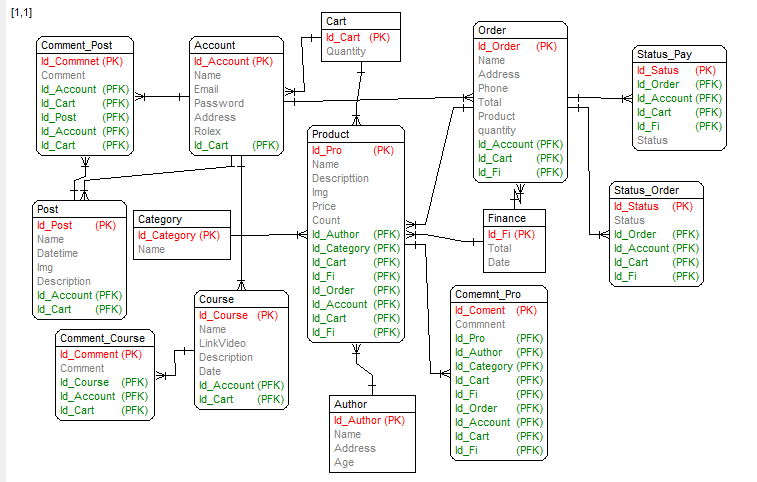 [1,1]
Comment_Post
Id_Commnet (PK)
Comment
Id_Account (PFK)
Id_Cart (PFK)
Id_Post (PFK)
Id_Account (PFK)
Id_Cart (PFK)
Account
Id_Account (PK)
Name
Email
Password
Address
Rolex
Id_Cart (PFK)
Cart
Id_Cart (PK)
Quantity
Order
Id_Order (PK)
Name
Address
Phone
Total
Product
quantity
Id_Account (PFK)
Id_Cart (PFK)
Id_Fi (PFK)
Status_Pay
Id_Satus (PK)
Id_Order (PFK)
Id_Account (PFK)
Id_Cart (PFK)
Id_Fi (PFK)
Status
Product
Id_Pro (PK)
Name
Descripttion
Img
Price
Count
Id_Author (PFK)
Id_Category (PFK)
Id_Cart (PFK)
Id_Fi (PFK)
Id_Order (PFK)
Id_Account (PFK)
Id_Cart (PFK)
Id_Fi (PFK)
Status_Order
Id_Status (PK)
Status
Id_Order (PFK)
Id_Account (PFK)
Id_Cart (PFK)
Id_Fi (PFK)
Post
Id_Post (PK)
Name
Datetime
Img
Description
Id_Account (PFK)
Id_Cart (PFK)
Category
Id_Category (PK)
Name
Finance
Id_Fi (PK)
Total
Date
Course
Id_Course (PK)
Name
LinkVideo
Description
Date
Id_Account (PFK)
Id_Cart (PFK)
Comemnt_Pro
Id_Coment (PK)
Commnent
Id_Pro (PFK)
Id_Author (PFK)
Id_Category (PFK)
Id_Cart (PFK)
Id_Fi (PFK)
Id_Order (PFK)
Id_Account (PFK)
Id_Cart (PFK)
Id_Fi (PFK)
Comment_Course
Id_Comment (PK)
Comment
Id_Course (PFK)
Id_Account (PFK)
Id_Cart (PFK)
Author
Id_Author (PK)
Name
Address
Age